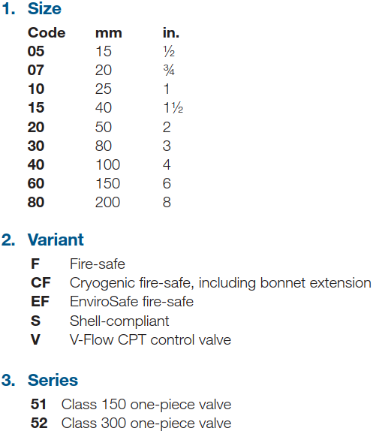 1. Size
Code mm in.
05 15 ½
07 20 ¾
10 25 1
15 40 1½
20 50 2
30 80 3
40 100 4
60 150 6
80 200 8
2. Variant
F Fire-safe
CF Cryogenic fire-safe, including bonnet extension
EF EnviroSafe fire-safe
S Shell-compliant
V V-Flow CPT control valve
3. Series
51 Class 150 one-piece valve
52 Class 300 one-piece valve